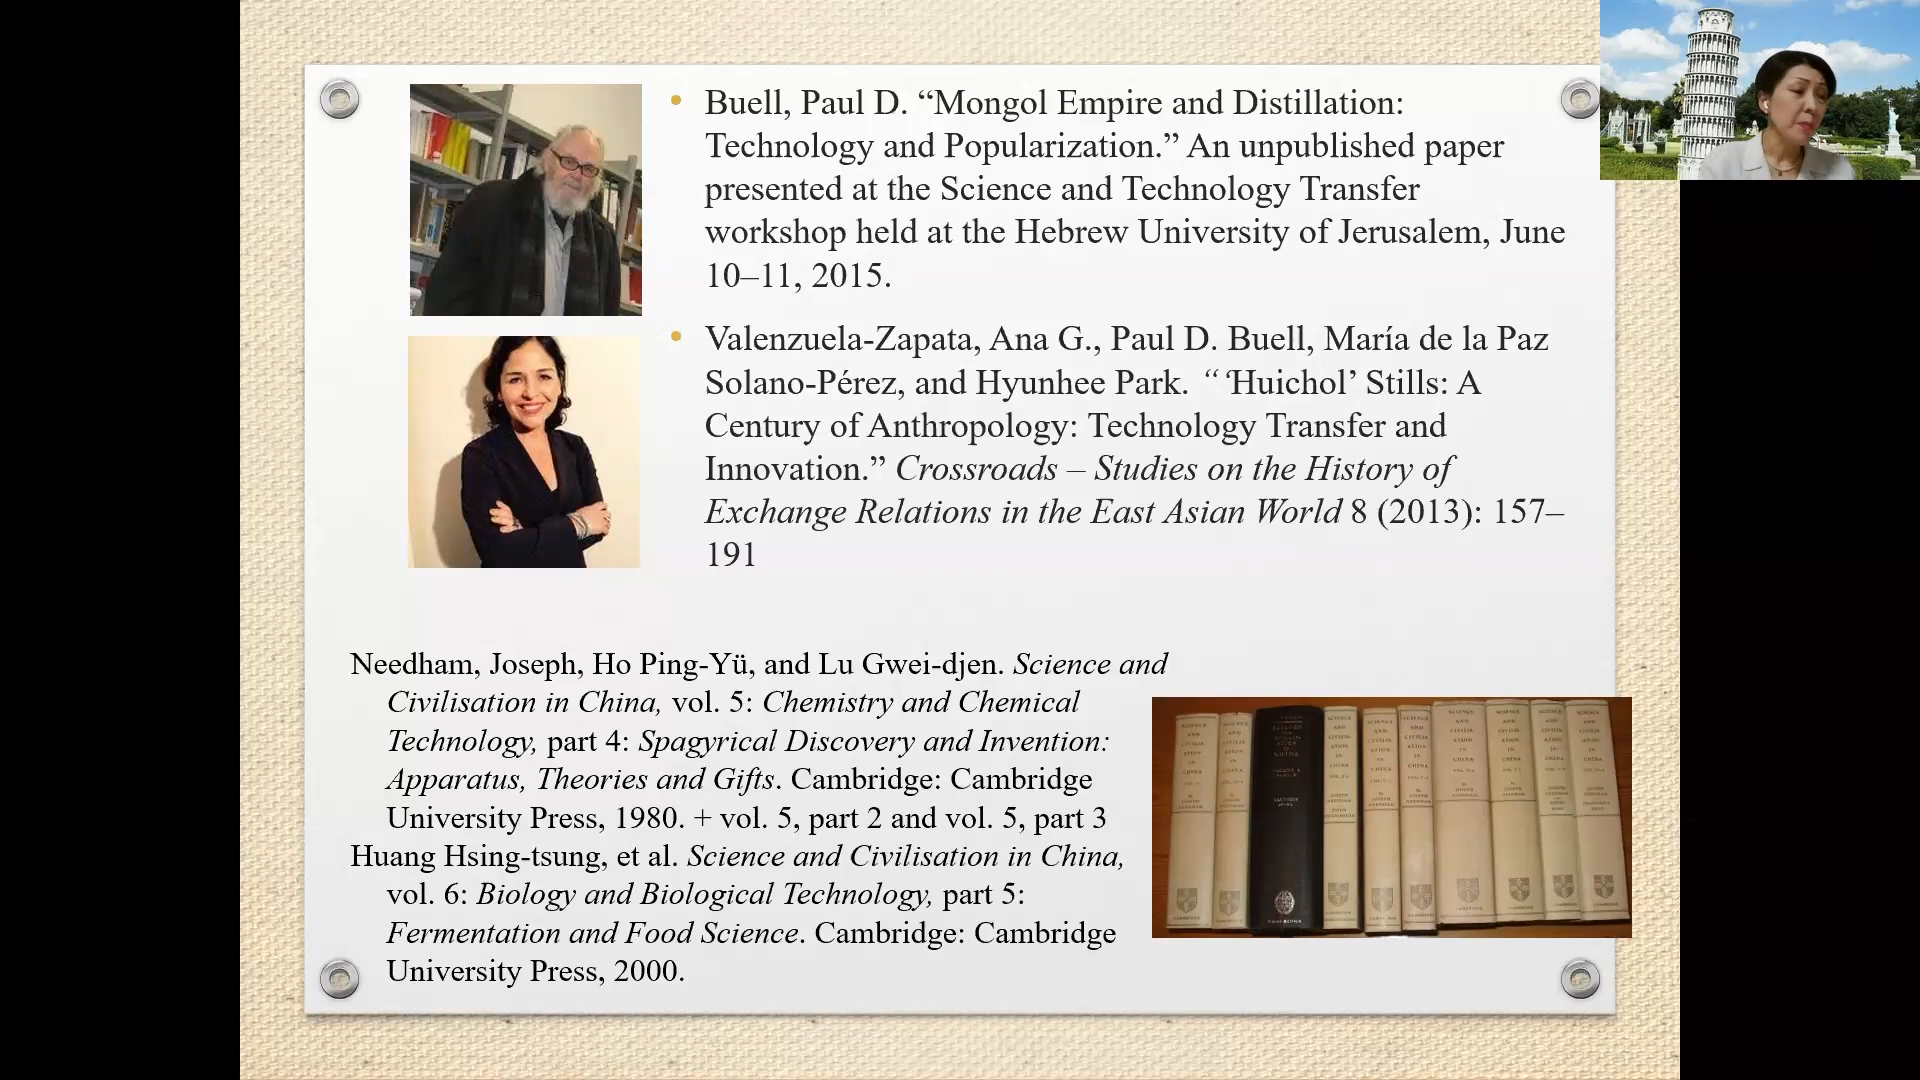 Buell, Paul D. “Mongol Empire and Distillation:
Technology and Popularization.” An unpublished paper
presented at the Science and Technology Transfer
workshop held at the Hebrew University of Jerusalem, June
10–11, 2015.
Valenzuela-Zapata, Ana G., Paul D. Buell, María de la Paz
Solano-Pérez, and Hyunhee Park. “‘Huichol’ Stills: A
Century of Anthropology: Technology Transfer and
Innovation.” Crossroads – Studies on the History of
Exchange Relations in the East Asian World 8 (2013): 157–
191
Needham, Joseph, Ho Ping-Yü, and Lu Gwei-djen. Science and
Civilisation in China, vol. 5: Chemistry and Chemical
Technology, part 4: Spagyrical Discovery and Invention:
Apparatus, Theories and Gifts. Cambridge: Cambridge
University Press, 1980. + vol. 5, part 2 and vol. 5, part 3
Huang Hsing-tsung, et al. Science and Civilisation in China,
vol. 6: Biology and Biological Technology, part 5:
Fermentation and Food Science. Cambridge: Cambridge
University Press, 2000.